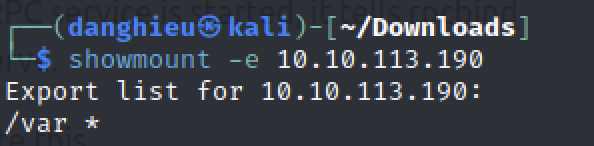 ┌──(danghieu㉿kali)-[~/Downloads]
└─$ showmount -e 10.10.113.190
Export list for 10.10.113.190:
/var *